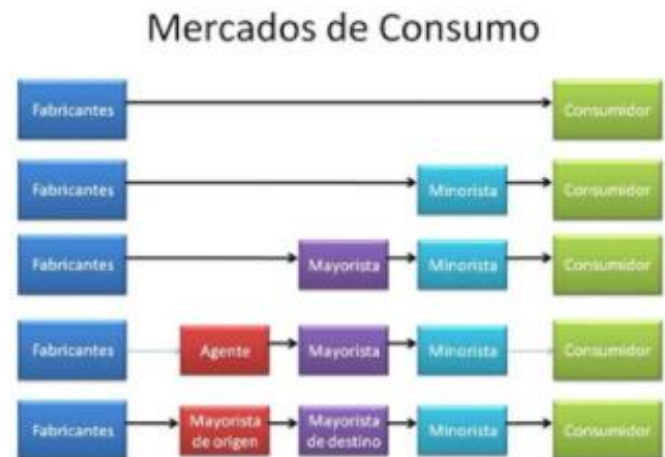 Mercados de Consumo
Fabricantes Consumidor
Fabricantes Minorista Consumidor
Fabricantes Mayorista Minorista Consumidor
Fabricantes Agente Mayorista Minorista Consumidor
Fabricantes Mayorista de origen Mayorista de destino Minorista Consumidor